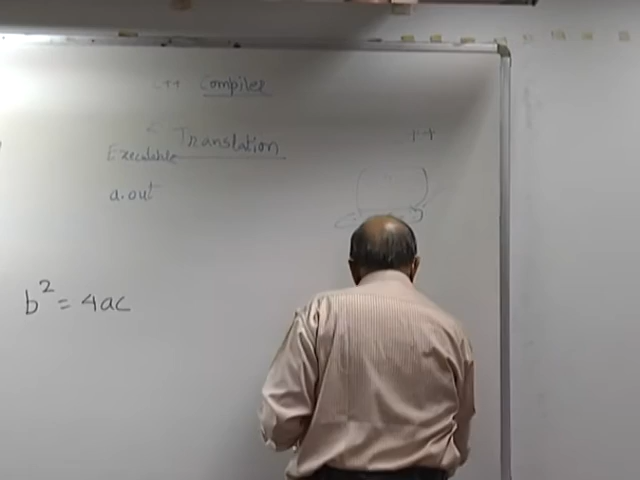 ++ Compiler
Translation
++
Executable
a.out
b² = 4ac